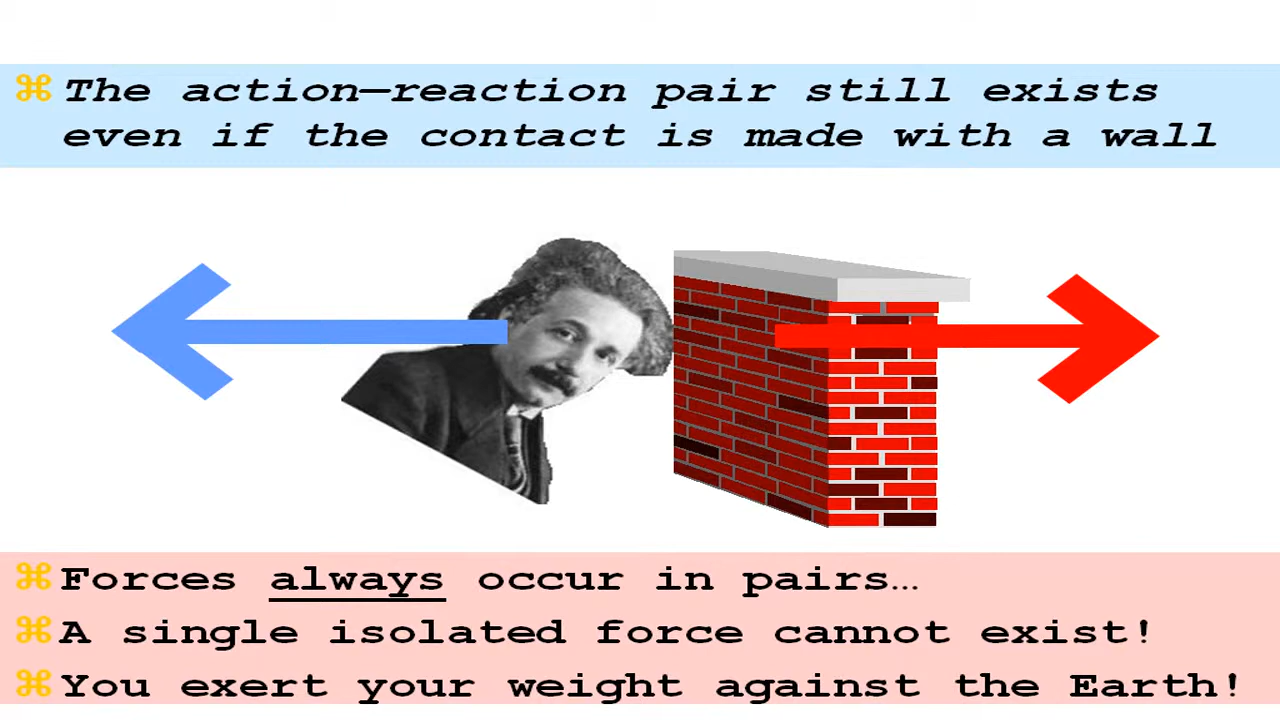 ⌘ The action—reaction pair still exists
even if the contact is made with a wall
⌘ Forces always occur in pairs…
⌘ A single isolated force cannot exist!
⌘ You exert your weight against the Earth!